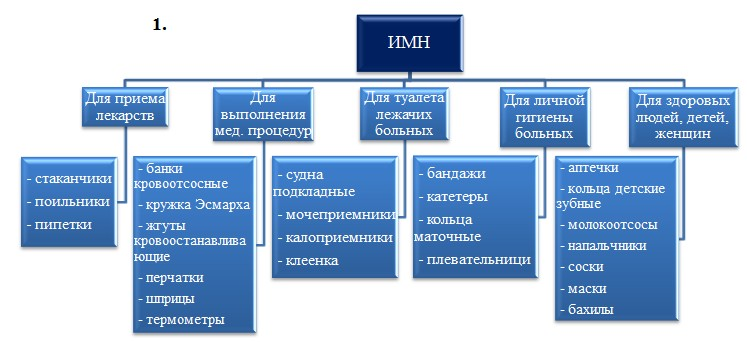 1.
ИМН
Для приема
лекарств
Для
выполнения
мед. процедур
Для туалета
лежачих
больных
Для личной
гигиены
больных
Для здоровых
людей, детей,
женщин
- стаканчики
- поильники
- пипетки
- банки
кровоотсосные
- кружка Эсмарха
- жгуты
кровоостанавлива
ющие
- перчатки
- шприцы
- термометры
- судна
подкладные
- мочеприемники
- калоприемники
- клеенка
- бандажи
- катетеры
- кольца
маточные
- плевательници
- аптечки
- кольца детские
зубные
- молокоотсосы
- напальчники
- соски
- маски
- бахилы